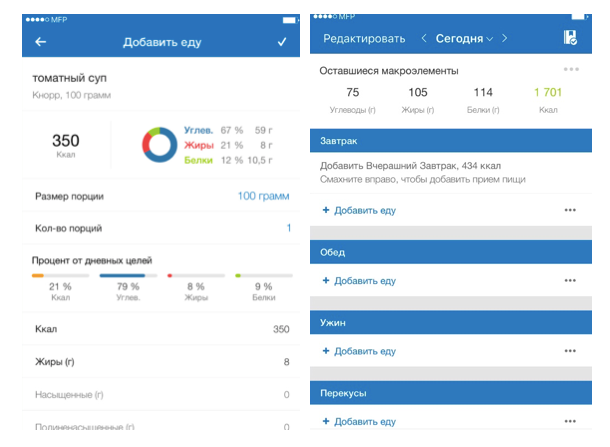 MFP
Добавить еду
томатный суп
Кнорр, 100 грамм
350
Ккал
Углев. 67 % 59 г
Жиры 21 % 8 г
Белки 12 % 10,5 г
Размер порции 100 грамм
Кол-во порций 1
Процент от дневных целей
21 % 79 % 8 % 9 %
Ккал Углев. Жиры Белки
Ккал 350
Жиры (г) 8
Насыщенные (г) 0
Полиненасыщенные (г) 0
MFP
Редактировать < Сегодня >
Оставшиеся макроэлементы
75 105 114 1 701
Углеводы (г) Жиры (г) Белки (г) Ккал
Завтрак
Добавить Вчерашний Завтрак, 434 ккал
Смахните вправо, чтобы добавить прием пищи
+ Добавить еду
Обед
+ Добавить еду
Ужин
+ Добавить еду
Перекусы
+ Добавить еду